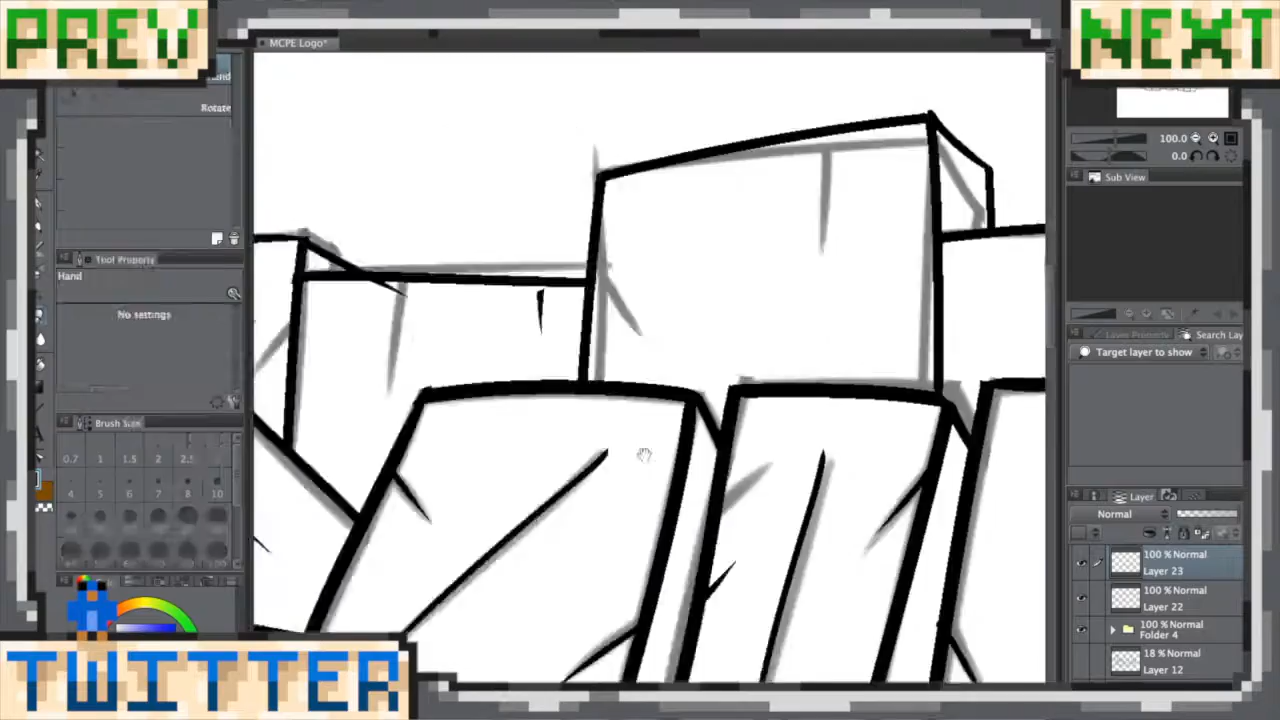 PREV
NEXT
MCPE Logo*
Rotate
100.0
0.0
Sub View
Tool Property
Hand
No settings
Search Lay
Target layer to show
Brush Size
0.7 1 1.5 2 2.5
4 5 6 7 8 10
Layer
Normal
100 % Normal
Layer 23
100 % Normal
Layer 22
100 % Normal
Folder 4
18 % Normal
Layer 12
TWITTER